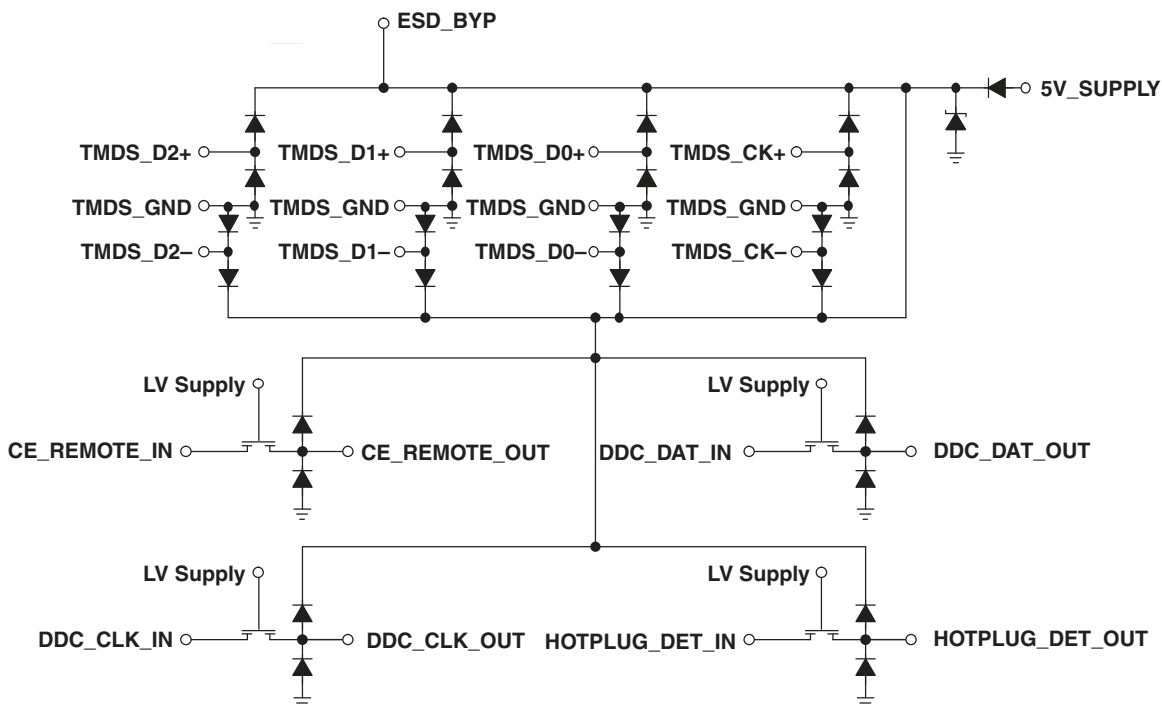 ESD_BYP
5V_SUPPLY
TMDS_D2+ TMDS_D1+ TMDS_D0+ TMDS_CK+
TMDS_GND TMDS_GND TMDS_GND TMDS_GND
TMDS_D2– TMDS_D1– TMDS_D0– TMDS_CK–
LV Supply LV Supply
CE_REMOTE_IN CE_REMOTE_OUT DDC_DAT_IN DDC_DAT_OUT
LV Supply LV Supply
DDC_CLK_IN DDC_CLK_OUT HOTPLUG_DET_IN HOTPLUG_DET_OUT